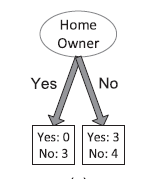 Home
Owner
Yes No
Yes: 0 Yes: 3
No: 3 No: 4